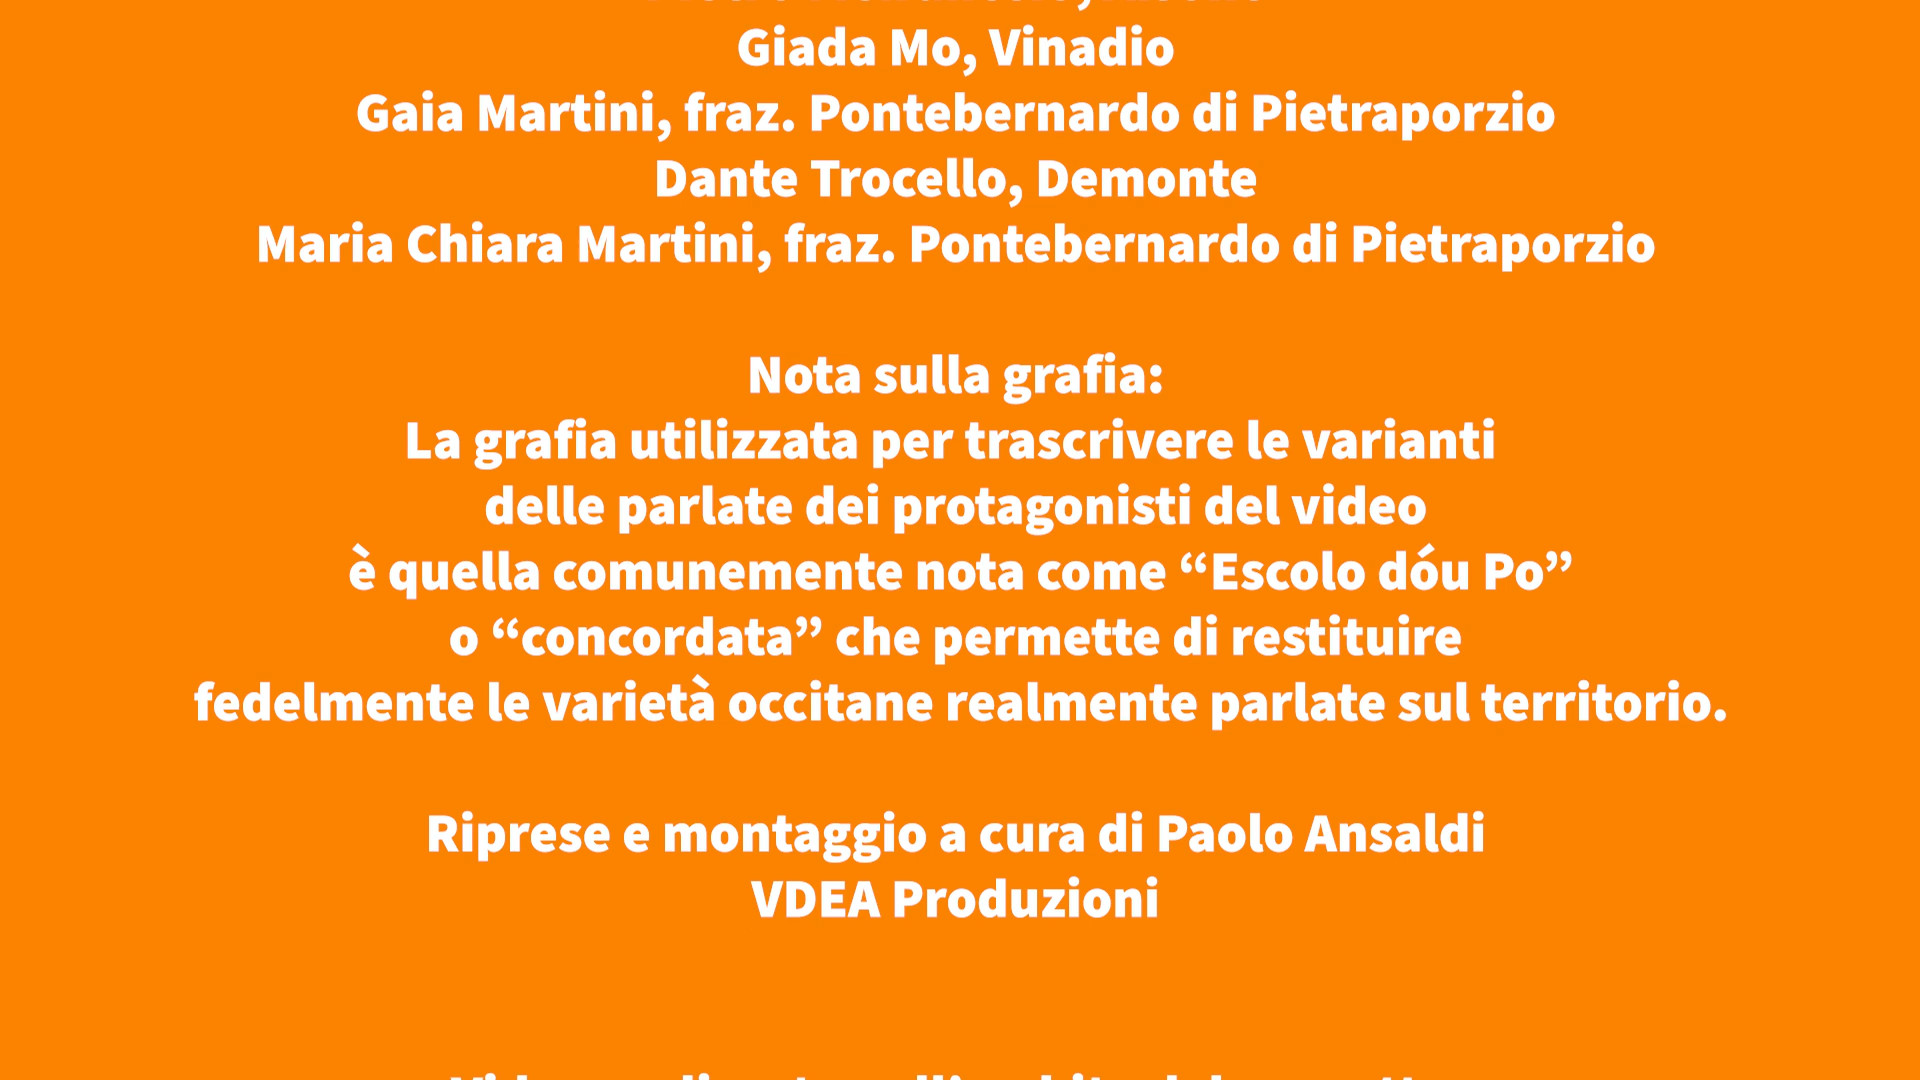 Giada Mo, Vinadio
Gaia Martini, fraz. Pontebernardo di Pietraporzio
Dante Trocello, Demonte
Maria Chiara Martini, fraz. Pontebernardo di Pietraporzio
Nota sulla grafia:
La grafia utilizzata per trascrivere le varianti
delle parlate dei protagonisti del video
è quella comunemente nota come “Escolo dóu Po”
o “concordata” che permette di restituire
fedelmente le varietà occitane realmente parlate sul territorio.
Riprese e montaggio a cura di Paolo Ansaldi
VDEA Produzioni